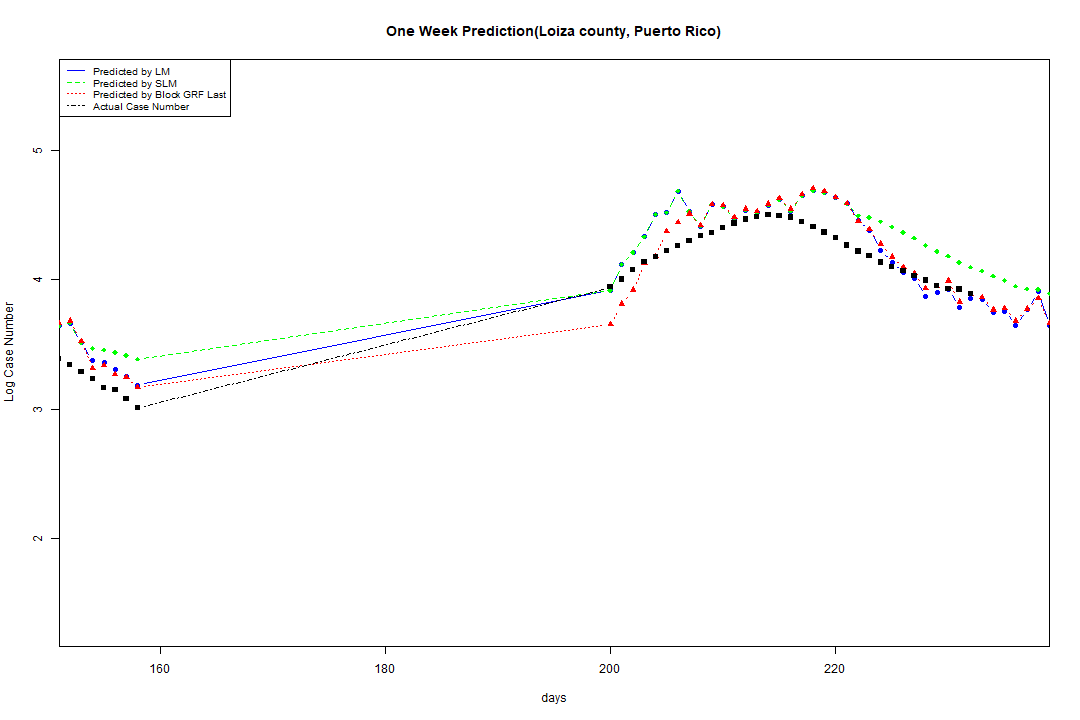 One Week Prediction(Loiza county, Puerto Rico)
Predicted by LM
Predicted by SLM
Predicted by Block GRF Last
Actual Case Number
5
4
3
2
Log Case Number
160 180 200 220
days